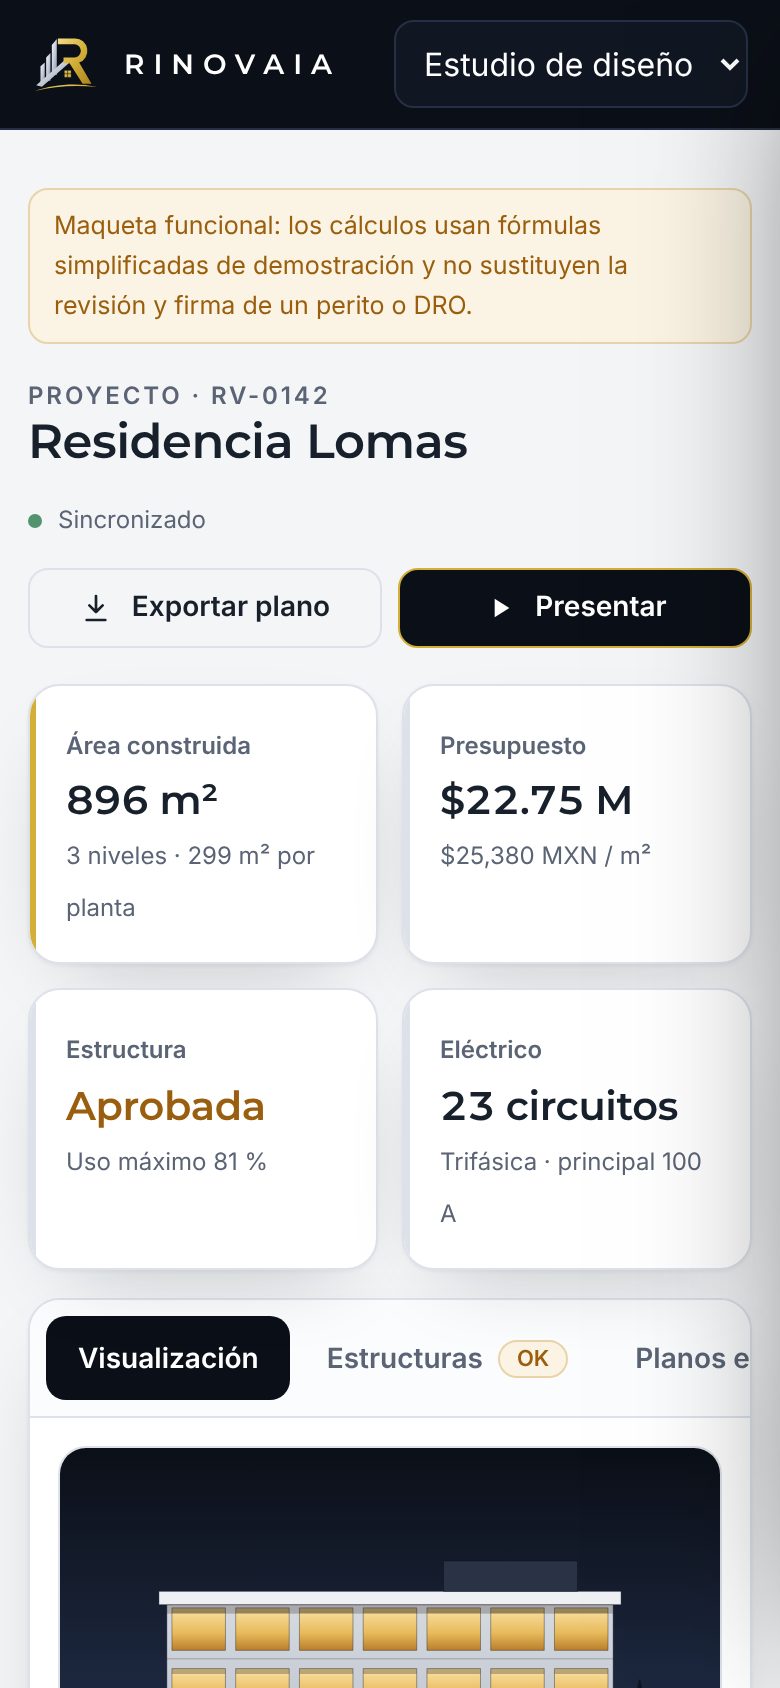 RINOVAIA
Estudio de diseño
Maqueta funcional: los cálculos usan fórmulas
simplificadas de demostración y no sustituyen la
revisión y firma de un perito o DRO.
PROYECTO · RV-0142
Residencia Lomas
Sincronizado
Exportar plano
Presentar
Área construida
896 m²
3 niveles · 299 m² por
planta
Presupuesto
$22.75 M
$25,380 MXN / m²
Estructura
Aprobada
Uso máximo 81 %
Eléctrico
23 circuitos
Trifásica · principal 100
A
Visualización
Estructuras OK
Planos e